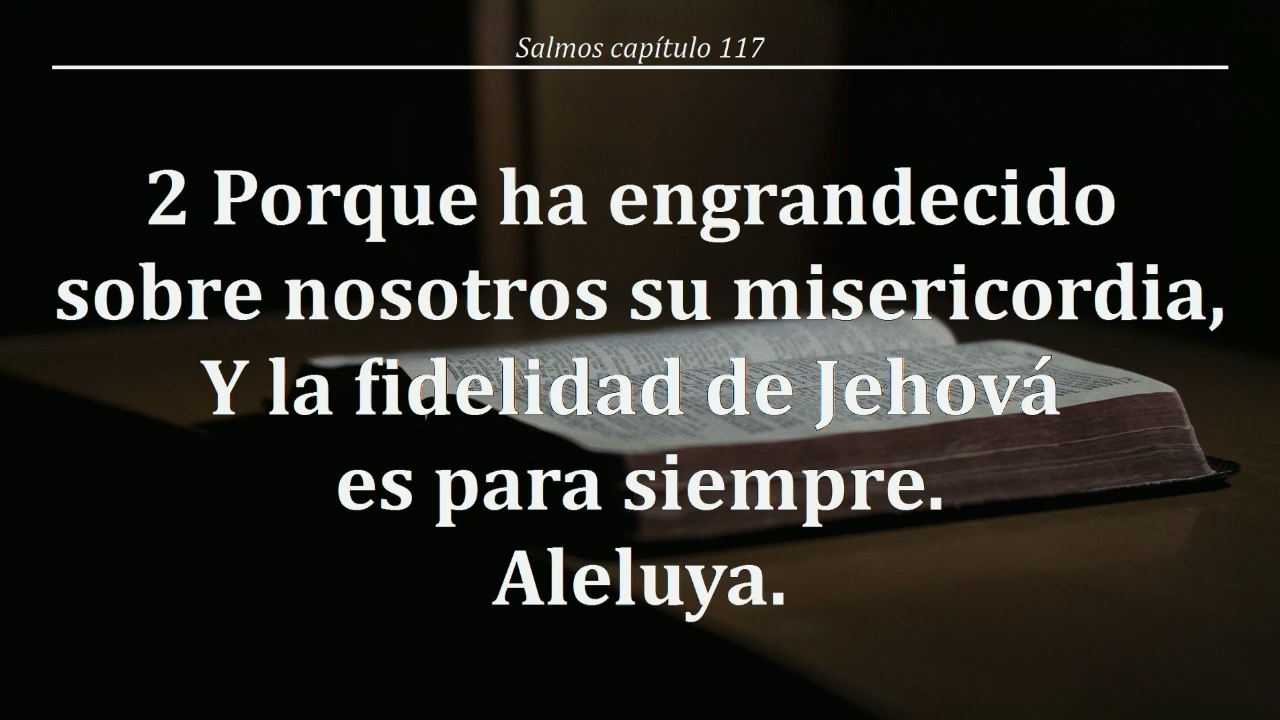 Salmos capítulo 117
2 Porque ha engrandecido
sobre nosotros su misericordia,
Y la fidelidad de Jehová
es para siempre.
Aleluya.